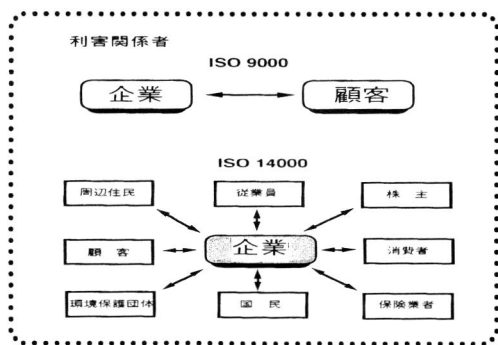 利害関係者
ISO 9000
企業 顧客
ISO 14000
周辺住民 従業員 株主
顧客 企業 消費者
環境保護団体 国民 保険業者